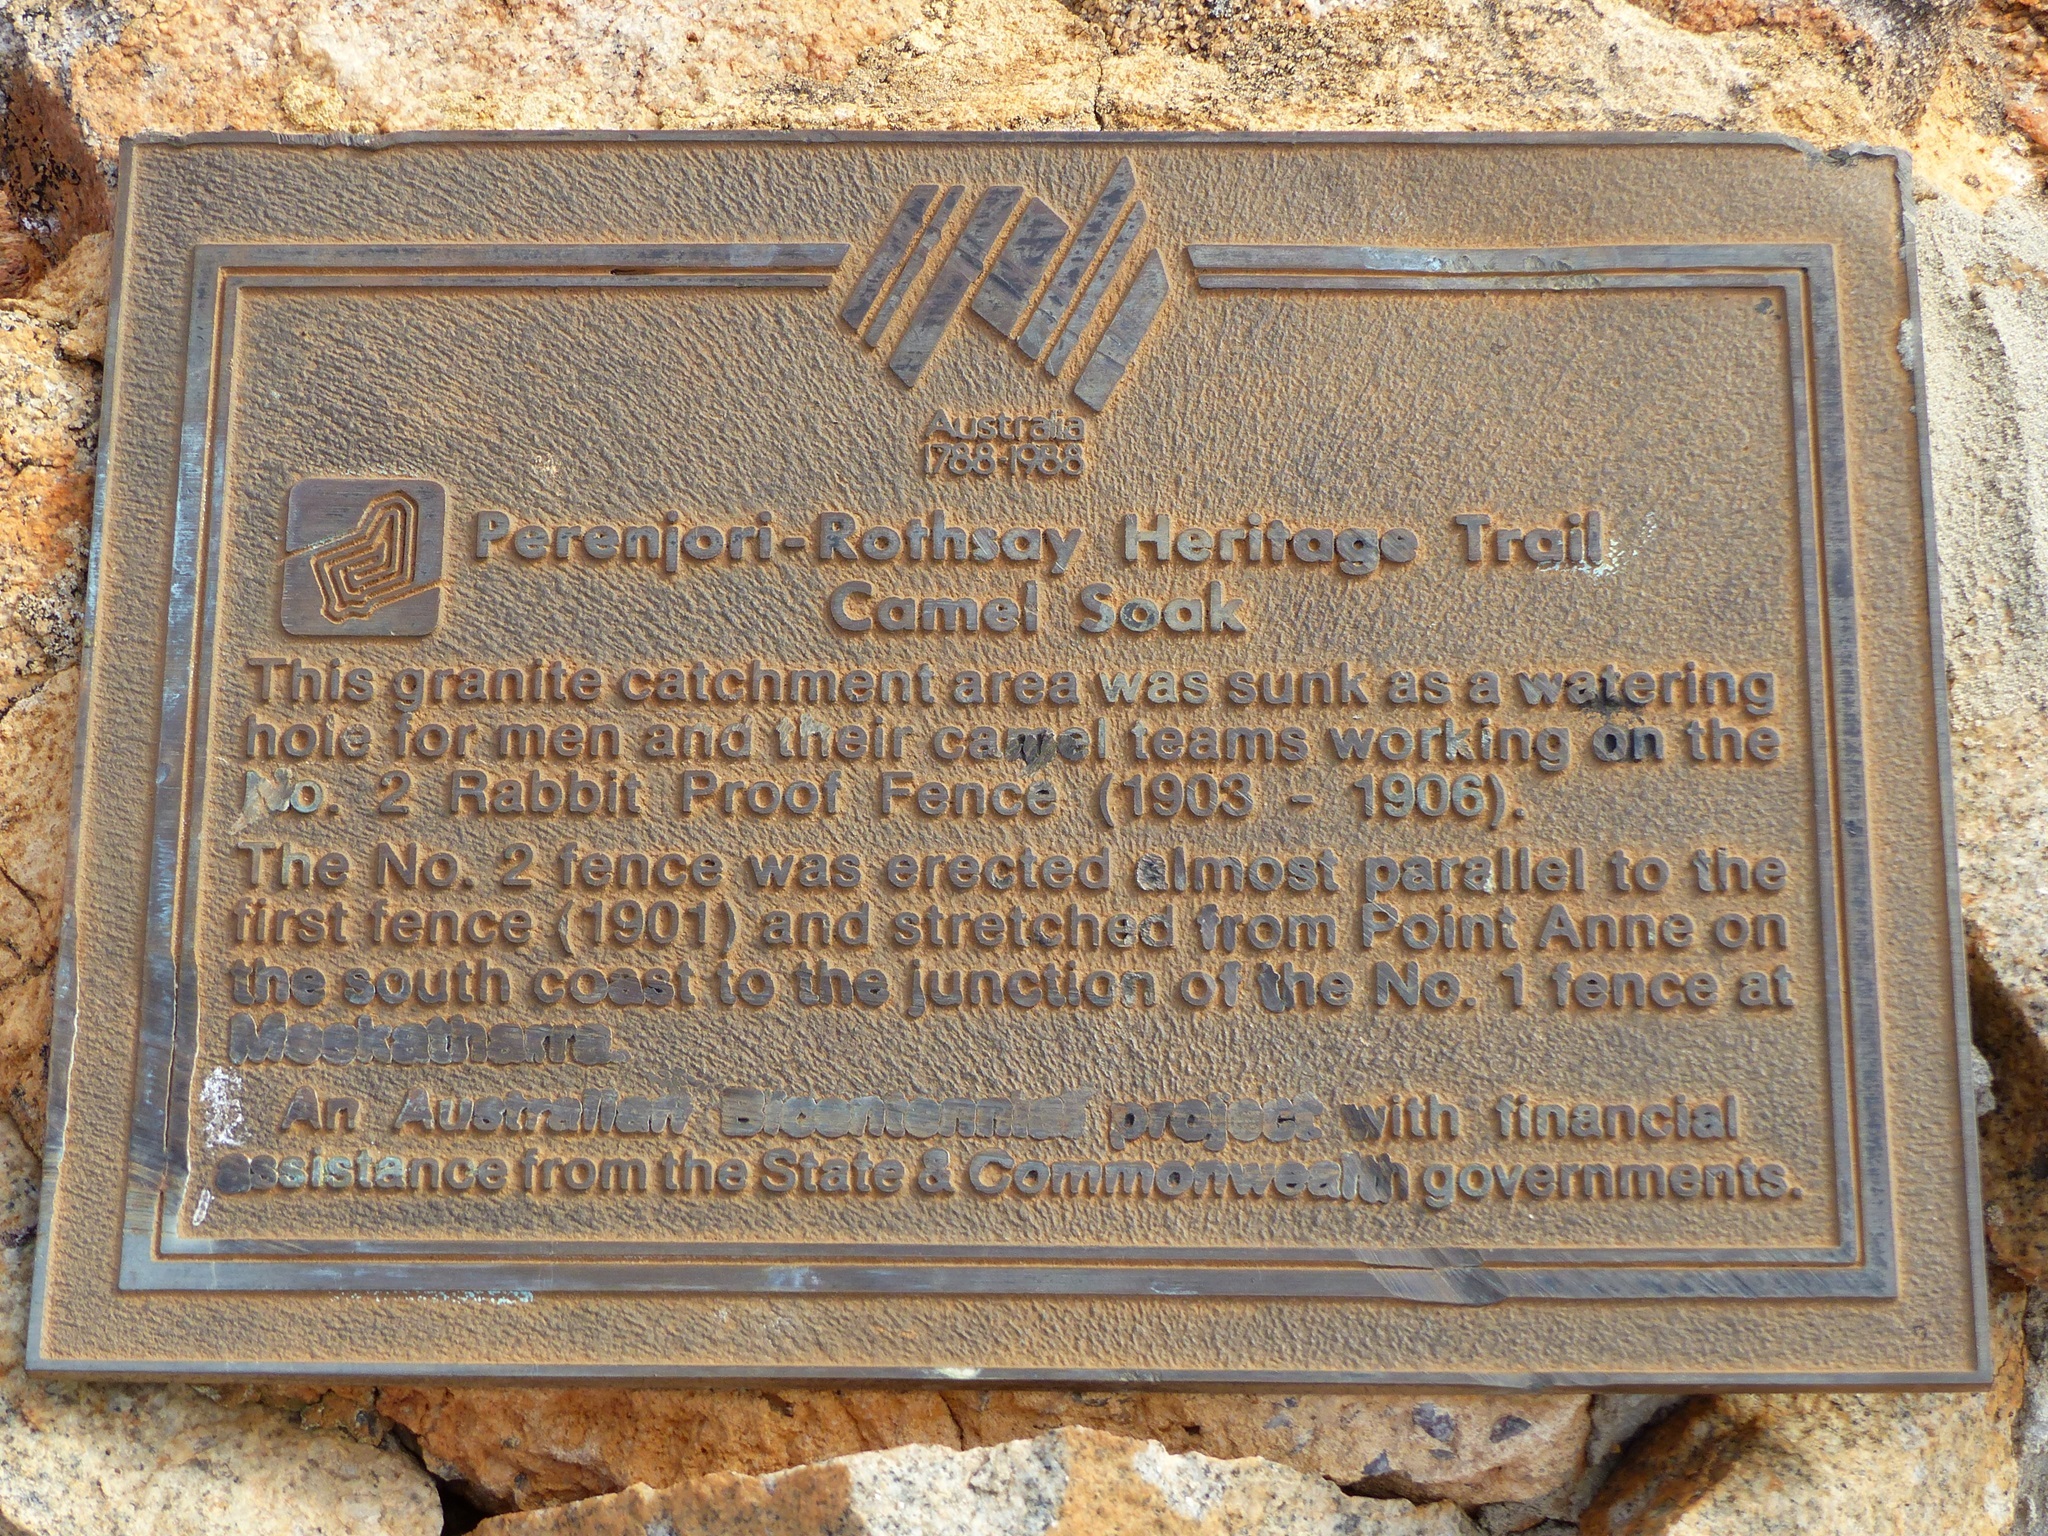 Australia
1788-1988
Perenjori-Rothsay Heritage Trail
Camel Soak
This granite catchment area was sunk as a watering
hole for men and their camel teams working on the
No. 2 Rabbit Proof Fence (1903 - 1906).
The No. 2 fence was erected almost parallel to the
first fence (1901) and stretched from Point Anne on
the south coast to the junction of the No. 1 fence at
Meekatharra.
An Australian Bicentennial project with financial
assistance from the State & Commonwealth governments.